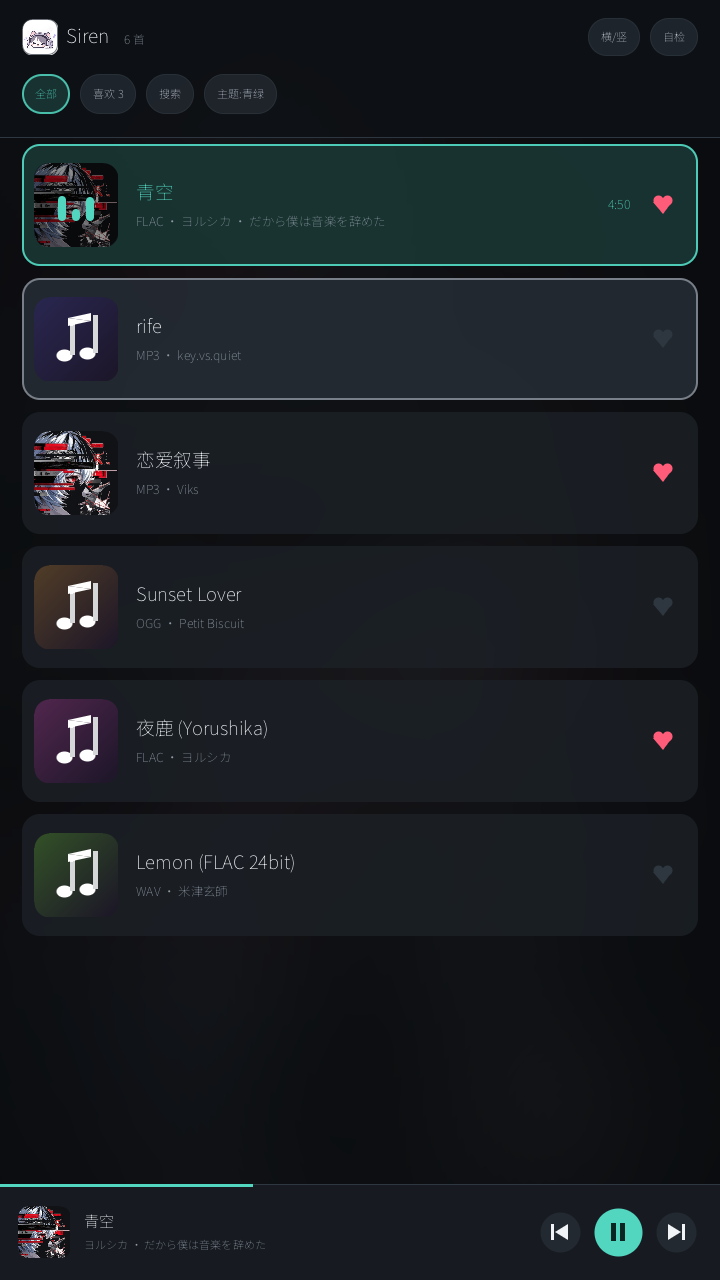 Siren 6 首
横/竖 自检
全部 喜欢 3 搜索 主题:青绿
青空
FLAC • ヨルシカ • だから僕は音楽を辞めた
4:50
rife
MP3 • key.vs.quiet
恋爱叙事
MP3 • Viks
Sunset Lover
OGG • Petit Biscuit
夜鹿 (Yorushika)
FLAC • ヨルシカ
Lemon (FLAC 24bit)
WAV • 米津玄師
青空
ヨルシカ • だから僕は音楽を辞めた